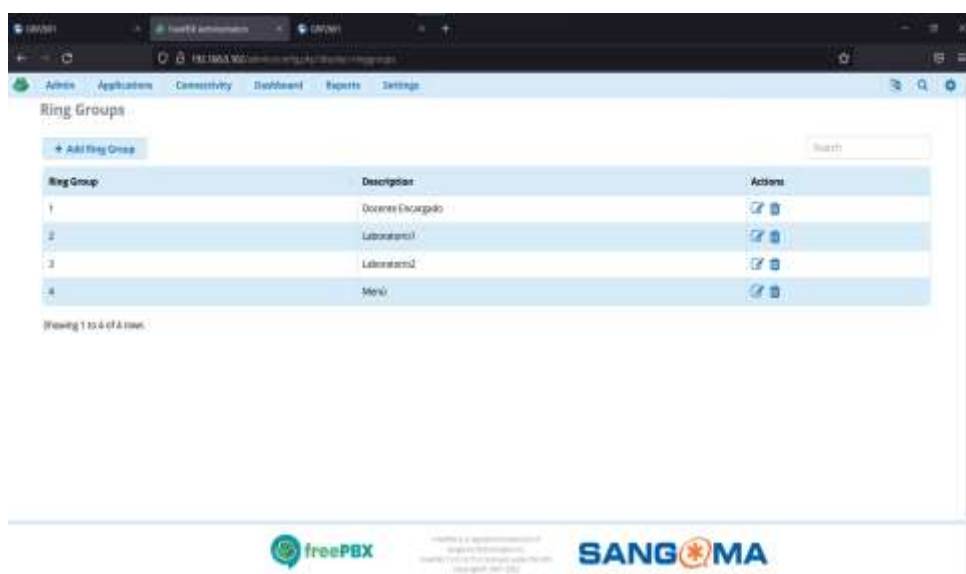 FreePBX Administration
Admin Applications Connectivity Dashboard Reports Settings
Ring Groups
+ Add Ring Group
Search
Ring Group Description Actions
1 Docente Encargado
2 Laboratorio1
3 Laboratorio2
4 Menú
Showing 1 to 4 of 4 rows
freePBX
SANGOMA